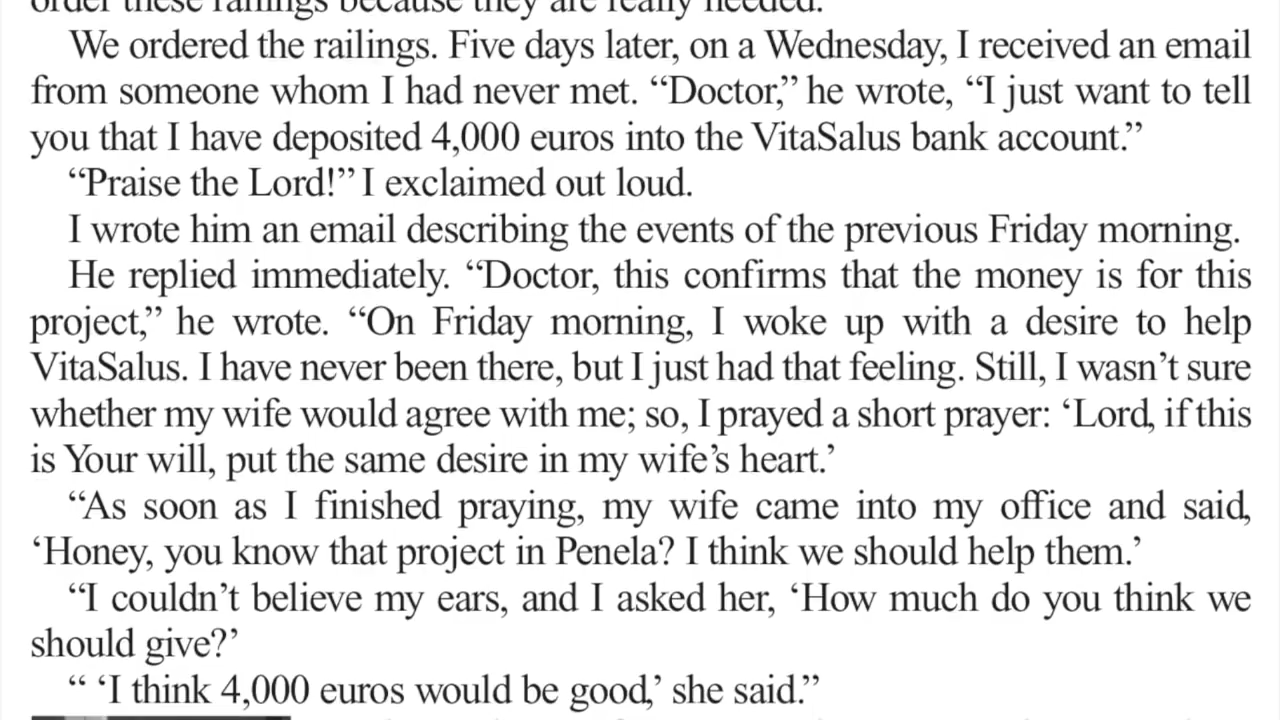 order these railings because they are really needed.
We ordered the railings. Five days later, on a Wednesday, I received an email
from someone whom I had never met. “Doctor,” he wrote, “I just want to tell
you that I have deposited 4,000 euros into the VitaSalus bank account.”
“Praise the Lord!” I exclaimed out loud.
I wrote him an email describing the events of the previous Friday morning.
He replied immediately. “Doctor, this confirms that the money is for this
project,” he wrote. “On Friday morning, I woke up with a desire to help
VitaSalus. I have never been there, but I just had that feeling. Still, I wasn’t sure
whether my wife would agree with me; so, I prayed a short prayer: ‘Lord, if this
is Your will, put the same desire in my wife’s heart.’
“As soon as I finished praying, my wife came into my office and said,
‘Honey, you know that project in Penela? I think we should help them.’
“I couldn’t believe my ears, and I asked her, ‘How much do you think we
should give?’
“ ‘I think 4,000 euros would be good,’ she said.”